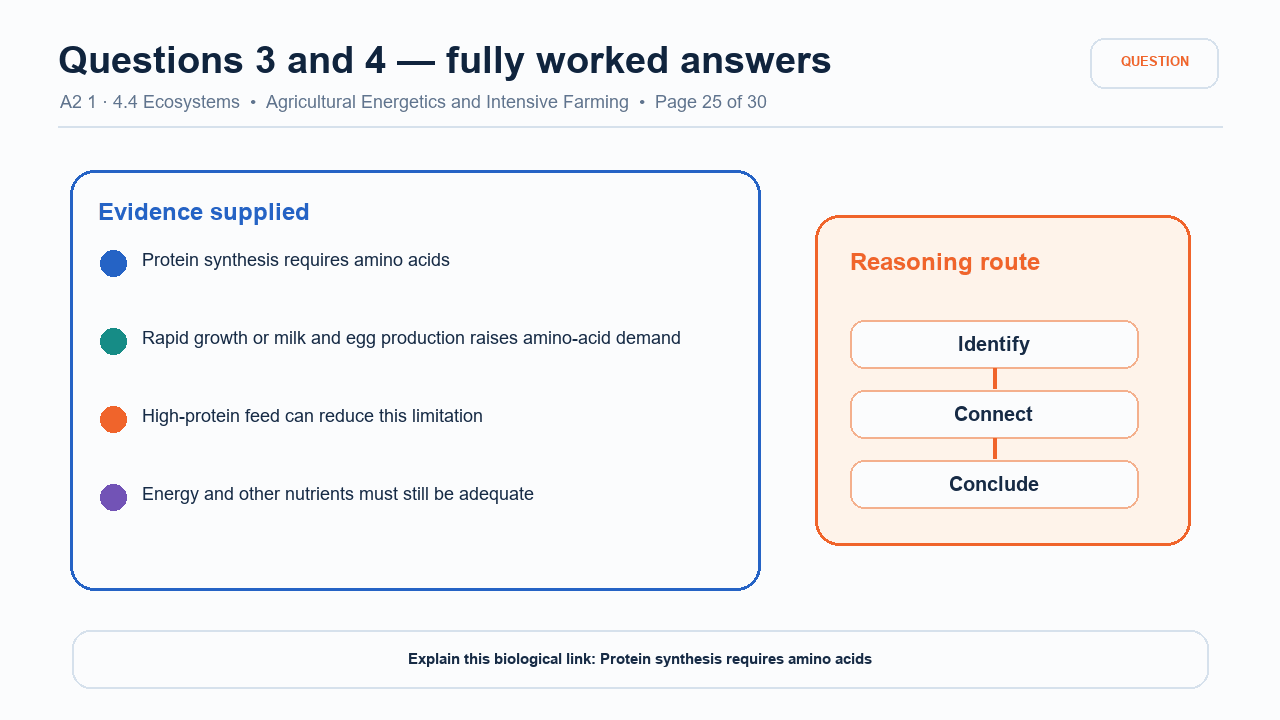 Questions 3 and 4 — fully worked answers
QUESTION
A2 1 · 4.4 Ecosystems • Agricultural Energetics and Intensive Farming • Page 25 of 30
Evidence supplied
Protein synthesis requires amino acids
Rapid growth or milk and egg production raises amino-acid demand
High-protein feed can reduce this limitation
Energy and other nutrients must still be adequate
Reasoning route
Identify
Connect
Conclude
Explain this biological link: Protein synthesis requires amino acids